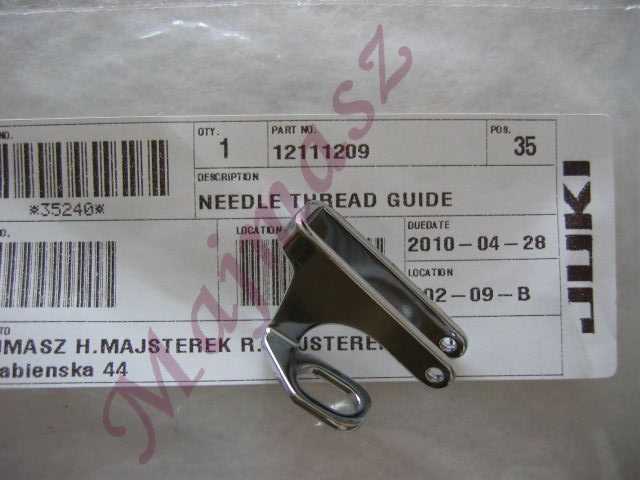 NO.
QTY.
1
PART NO.
12111209
POS.
35
DESCRIPTION
NEEDLE THREAD GUIDE
*35240*
LOCATION
DUEDATE
2010-04-28
LOCATION
02-09-B
JUKI
TO
MASZ H.MAJSTEREK R.
abienska 44
Majmasz